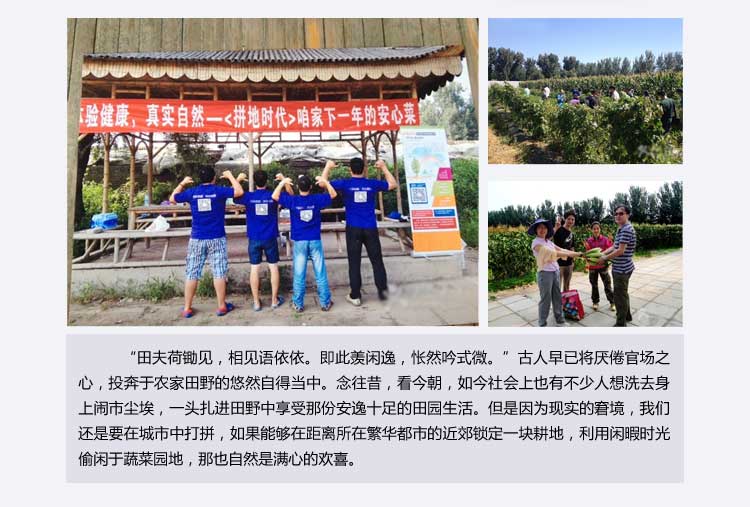 体验健康，真实自然—<拼地时代>咱家下一年的安心菜
“田夫荷锄见，相见语依依。即此羡闲逸，怅然吟式微。”古人早已将厌倦官场之
心，投奔于农家田野的悠然自得当中。念往昔，看今朝，如今社会上也有不少人想洗去身
上闹市尘埃，一头扎进田野中享受那份安逸十足的田园生活。但是因为现实的窘境，我们
还是要在城市中打拼，如果能够在距离所在繁华都市的近郊锁定一块耕地，利用闲暇时光
偷闲于蔬菜园地，那也自然是满心的欢喜。